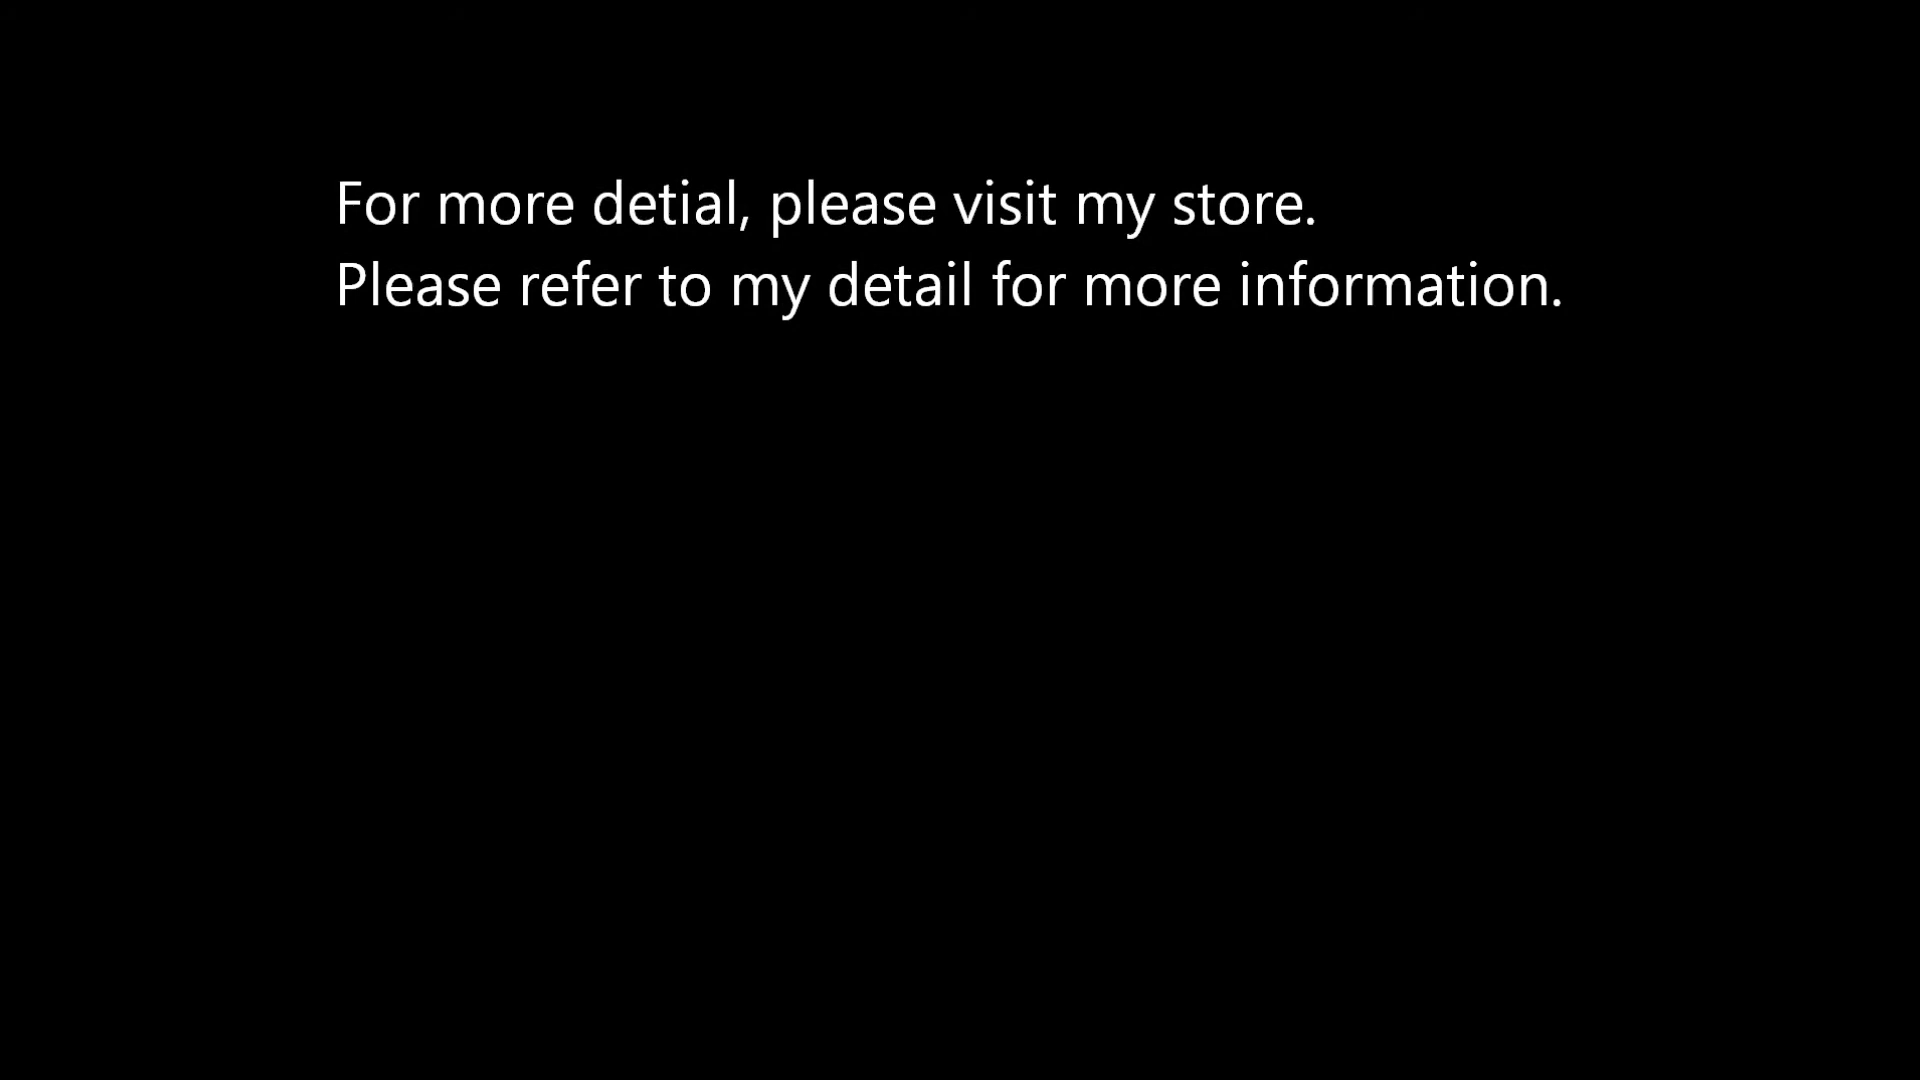 For more detial, please visit my store.
Please refer to my detail for more information.